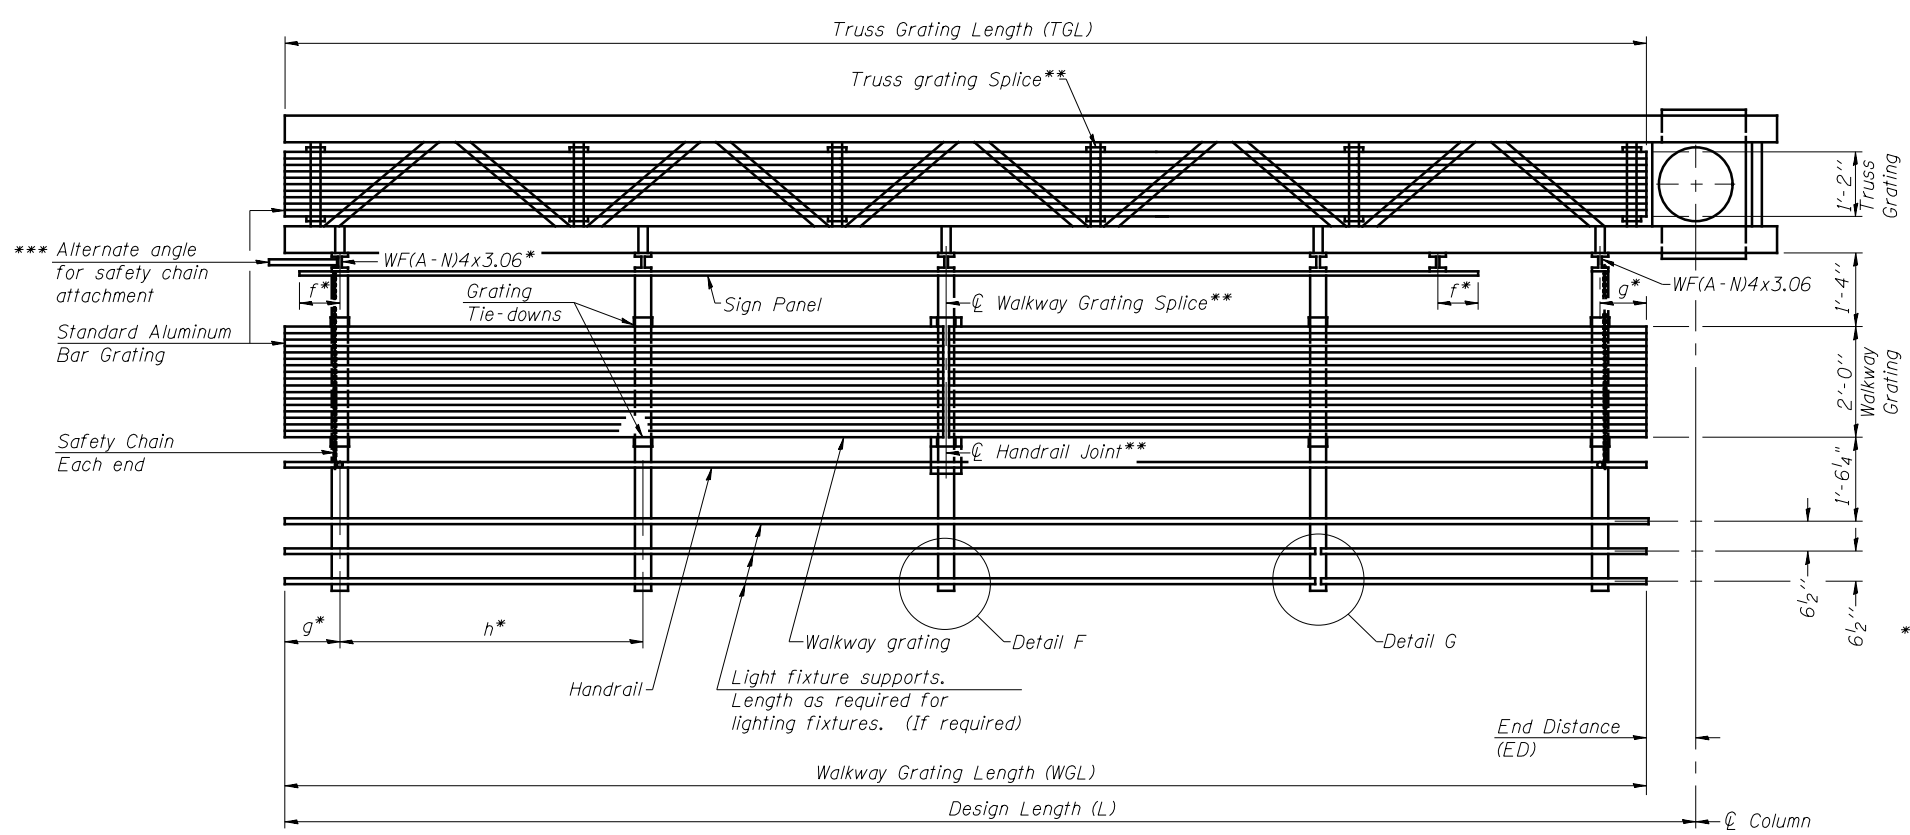 Truss Grating Length (TGL)
Truss grating Splice**
1'-2''
Truss
Grating
*** Alternate angle
for safety chain
attachment
WF(A-N)4x3.06*
WF(A-N)4x3.06
f*
Grating
Tie-downs
Sign Panel
℄ Walkway Grating Splice**
f*
g*
1'-4''
Standard Aluminum
Bar Grating
2'-0''
Walkway
Grating
Safety Chain
Each end
℄ Handrail Joint**
1'-6¼"
6½''
6½''
*
g*
h*
Walkway grating
Detail F
Detail G
Handrail
Light fixture supports.
Length as required for
lighting fixtures. (If required)
End Distance
(ED)
Walkway Grating Length (WGL)
Design Length (L)
℄ Column